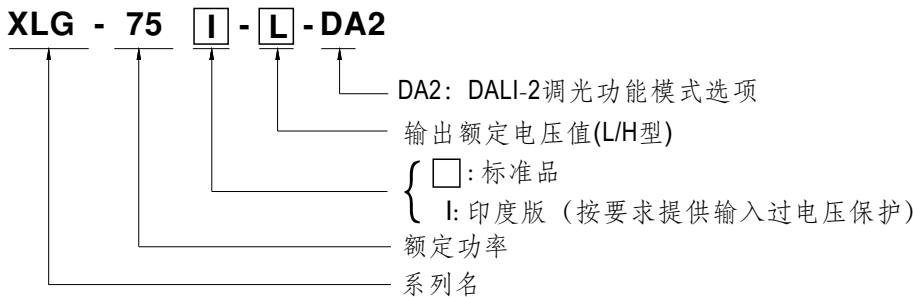 XLG - 75 I - L - DA2
DA2：DALI-2调光功能模式选项
输出额定电压值(L/H型)
□：标准品
I: 印度版（按要求提供输入过电压保护）
额定功率
系列名